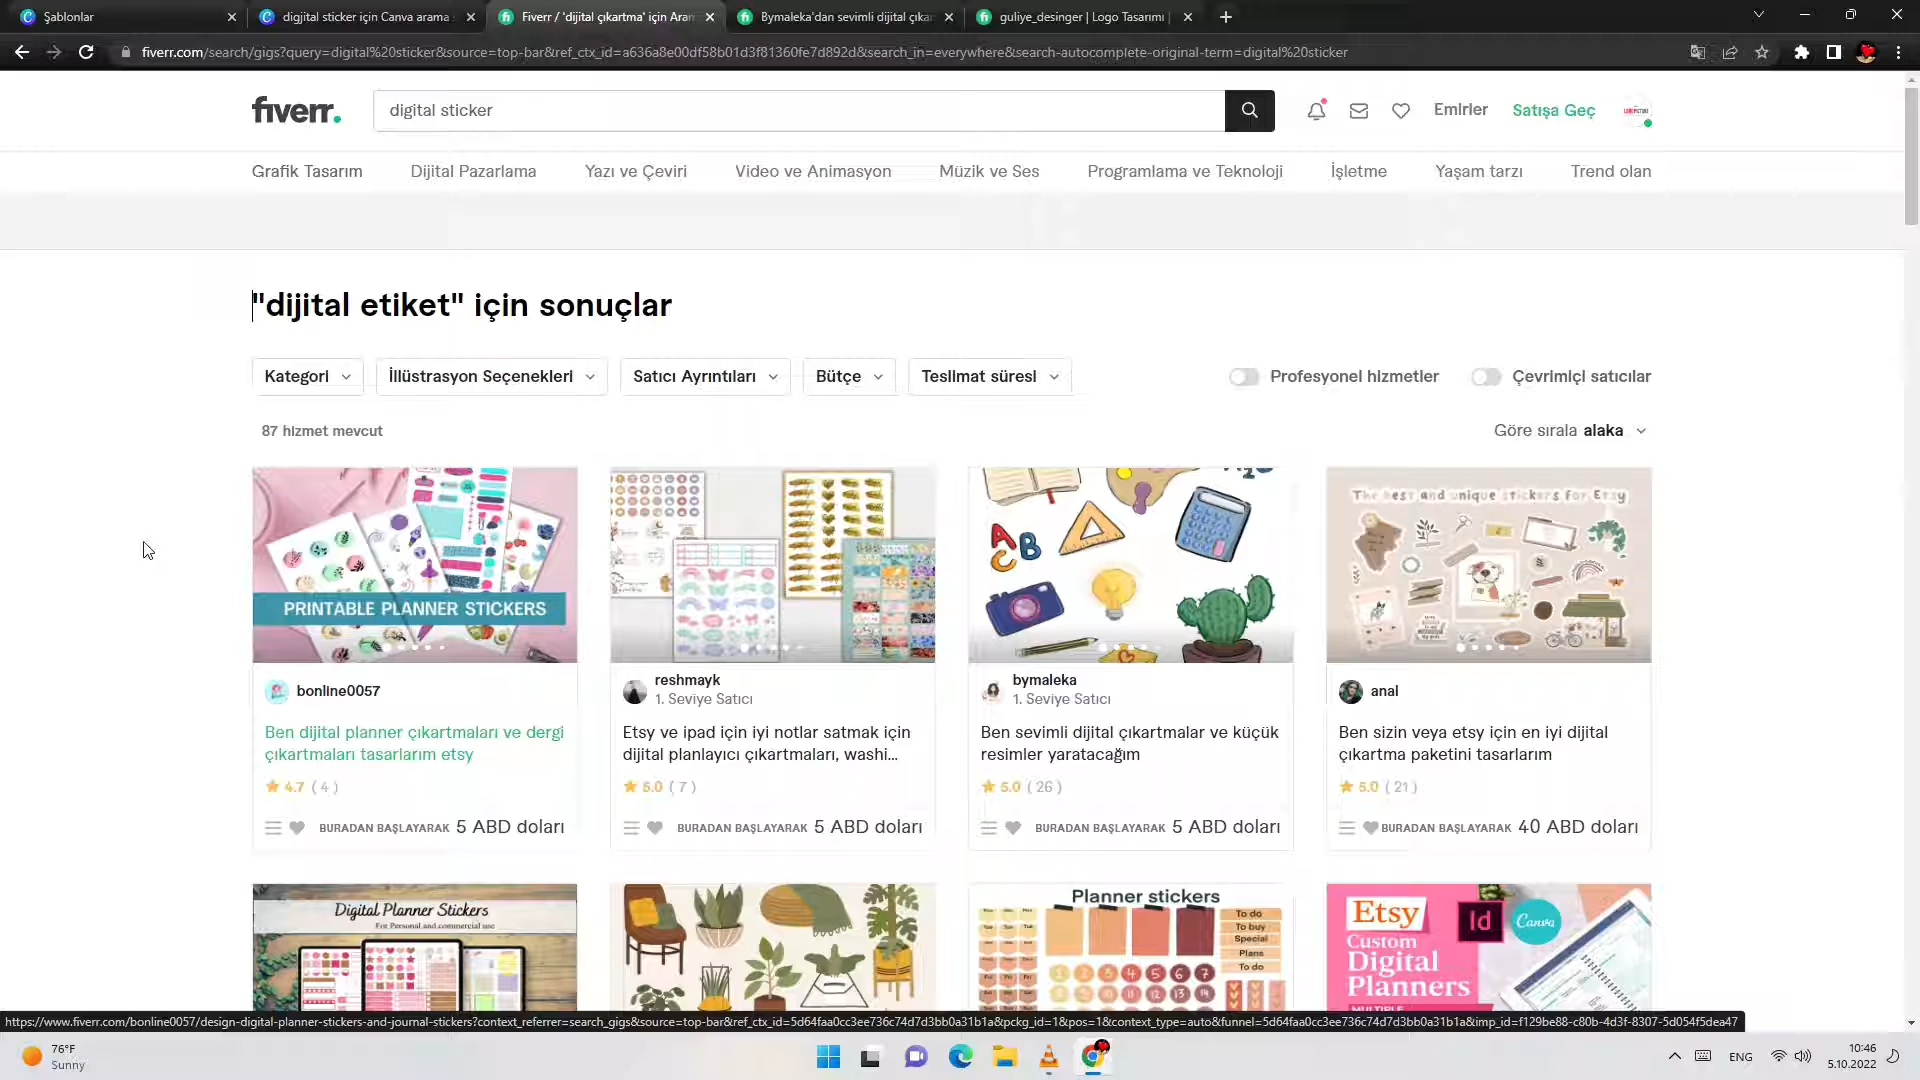 Şablonlar
digjital sticker için Canva arama
Fiverr / 'dijital çıkartma' için Aran
Bymaleka'dan sevimli dijital çıkar
guliye_desinger | Logo Tasarımı
fiverr.com/search/gigs?query=digital%20sticker&source=top-bar&ref_ctx_id=a636a8e00df58b01d3f81360fe7d892d&search_in=everywhere&search-autocomplete-original-term=digital%20sticker
fiverr.
digital sticker
Emirler
Satışa Geç
Grafik Tasarım
Dijital Pazarlama
Yazı ve Çeviri
Video ve Animasyon
Müzik ve Ses
Programlama ve Teknoloji
İşletme
Yaşam tarzı
Trend olan
"dijital etiket" için sonuçlar
Kategori
İllüstrasyon Seçenekleri
Satıcı Ayrıntıları
Bütçe
Teslimat süresi
Profesyonel hizmetler
Çevrimiçi satıcılar
87 hizmet mevcut
Göre sırala alaka
PRINTABLE PLANNER STICKERS
A B C
The best and unique stickers for Etsy
bonline0057
Ben dijital planner çıkartmaları ve dergi
çıkartmaları tasarlarım etsy
4.7 ( 4 )
BURADAN BAŞLAYARAK 5 ABD doları
reshmayk
1. Seviye Satıcı
Etsy ve ipad için iyi notlar satmak için
dijital planlayıcı çıkartmaları, washi...
5.0 ( 7 )
BURADAN BAŞLAYARAK 5 ABD doları
bymaleka
1. Seviye Satıcı
Ben sevimli dijital çıkartmalar ve küçük
resimler yaratacağım
5.0 ( 26 )
BURADAN BAŞLAYARAK 5 ABD doları
anal
Ben sizin veya etsy için en iyi dijital
çıkartma paketini tasarlarım
5.0 ( 21 )
BURADAN BAŞLAYARAK 40 ABD doları
Digital Planner Stickers
For Personal and commercial use
Planner stickers
To do
To buy
Special
Plans
To do
Etsy
Id
Canva
Custom
Digital
Planners
MULTIPLE
https://www.fiverr.com/bonline0057/design-digital-planner-stickers-and-journal-stickers?context_referrer=search_gigs&source=top-bar&ref_ctx_id=5d64faa0cc3ee736c74d7d3bb0a31b1a&pckg_id=1&pos=1&context_type=auto&funnel=5d64faa0cc3ee736c74d7d3bb0a31b1a&imp_id=f129be88-c80b-4d3f-8307-5d054f5dea47
76°F
Sunny
ENG
10:46
5.10.2022